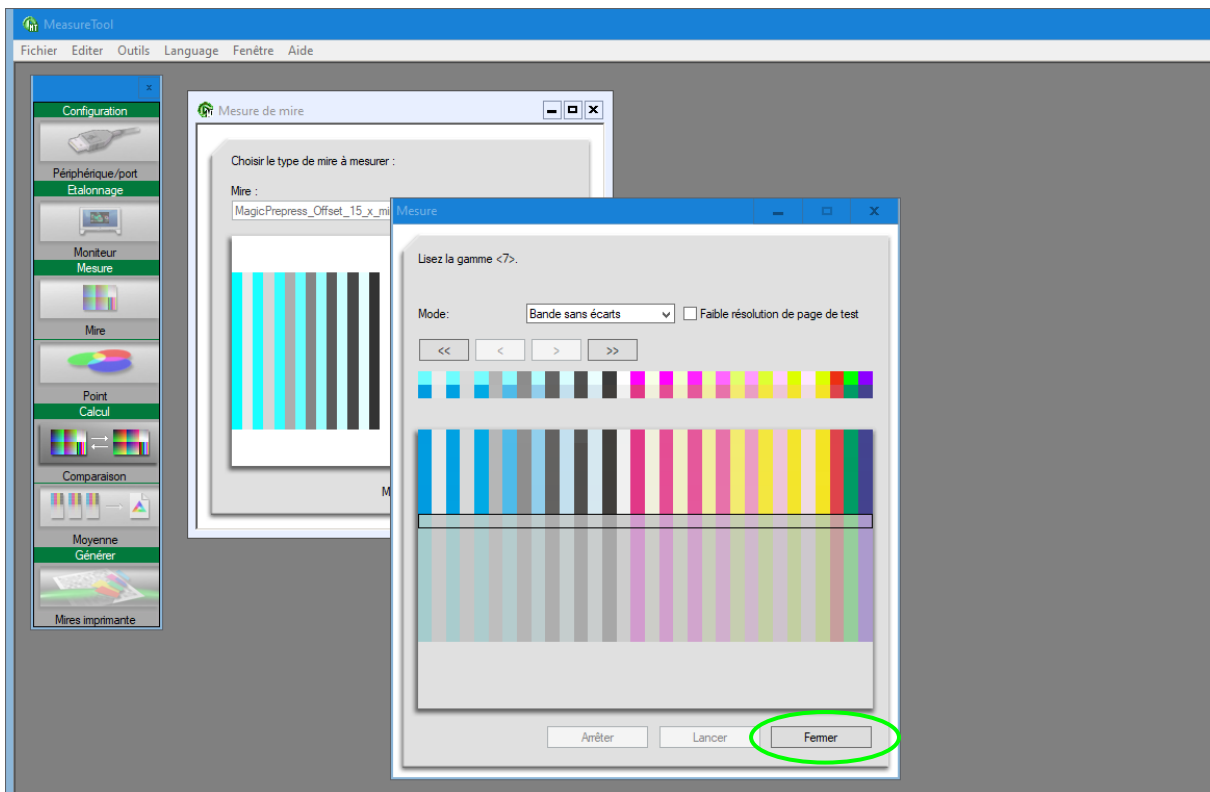 MeasureTool
Fichier Editer Outils Language Fenêtre Aide
x
Configuration
Périphérique/port
Etalonnage
Moniteur
Mesure
Mire
Point
Calcul
Comparaison
Moyenne
Générer
Mires imprimante
Mesure de mire
Choisir le type de mire à mesurer :
Mire :
MagicPrepress_Offset_15_x_mi
M
Mesure
Lisez la gamme <7>.
Mode: Bande sans écarts Faible résolution de page de test
<< < > >>
Arrêter Lancer Fermer